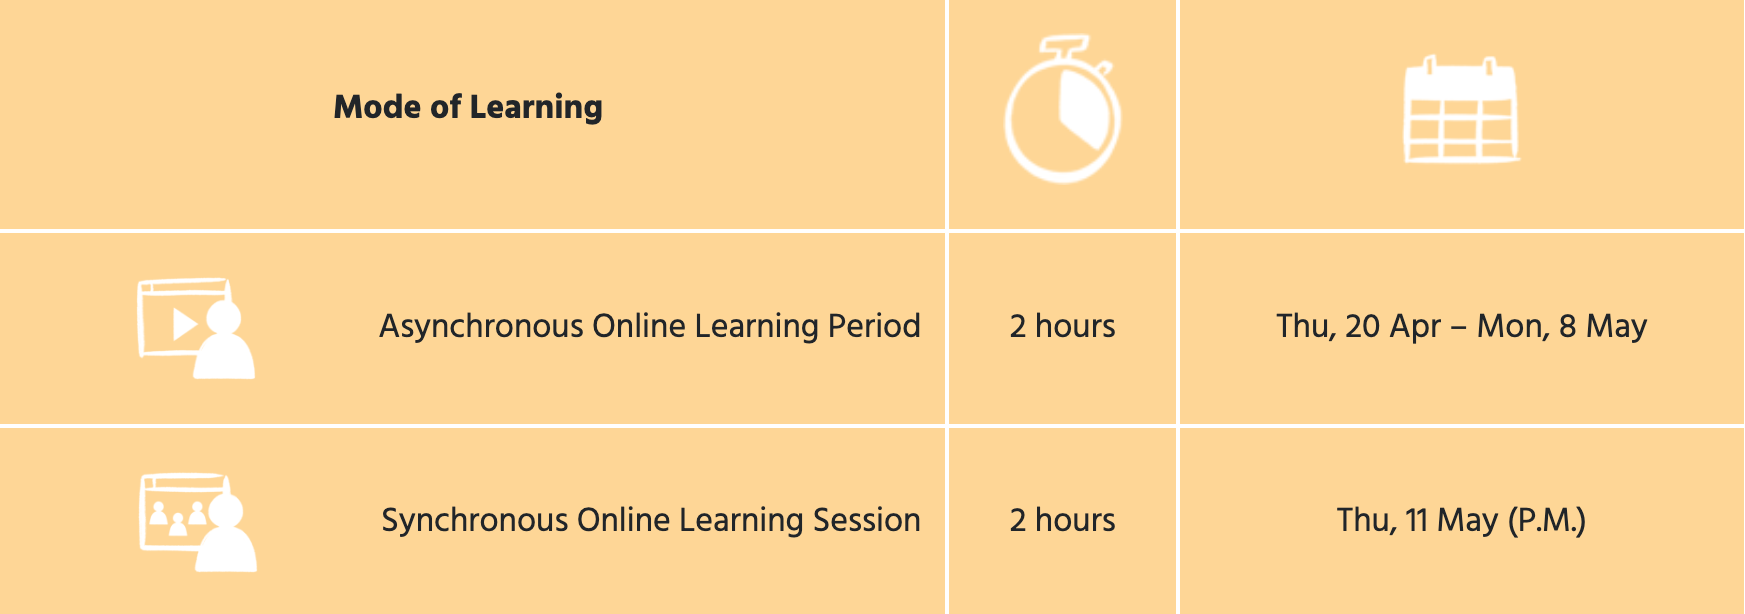 Mode of Learning
Asynchronous Online Learning Period
2 hours
Thu, 20 Apr – Mon, 8 May
Synchronous Online Learning Session
2 hours
Thu, 11 May (P.M.)